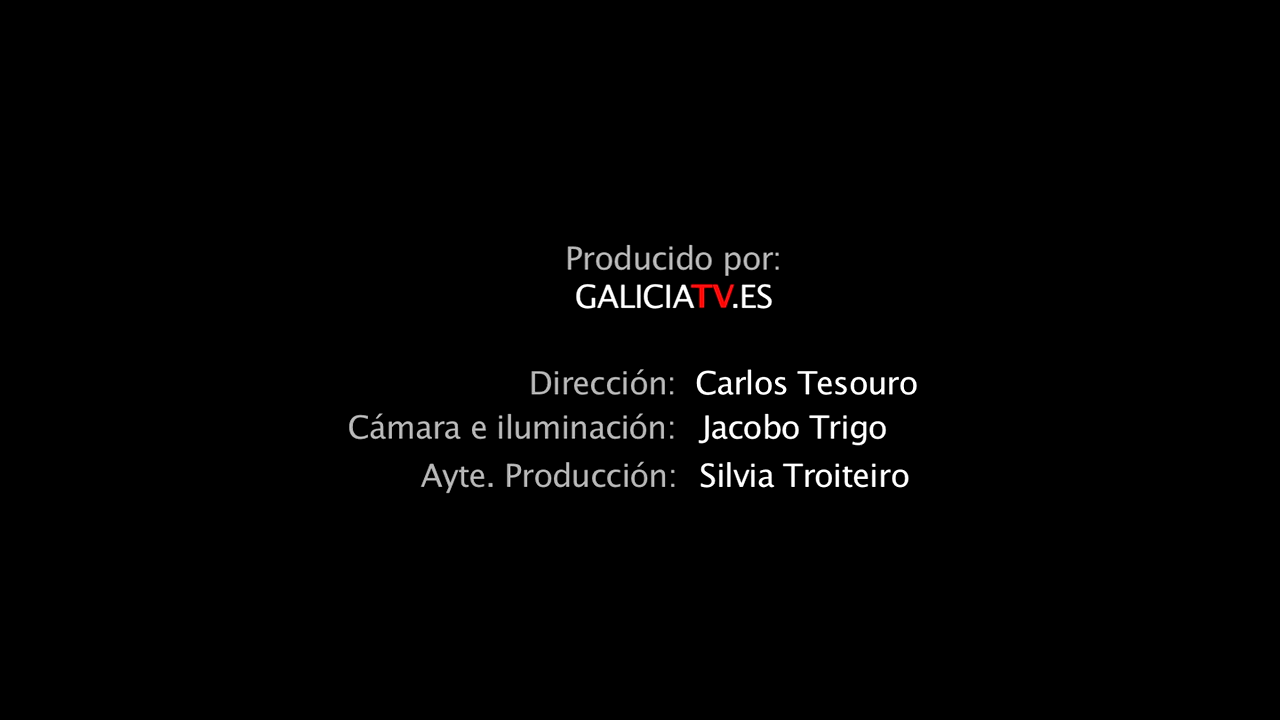 Producido por:
GALICIATV.ES
Dirección: Carlos Tesouro
Cámara e iluminación: Jacobo Trigo
Ayte. Producción: Silvia Troiteiro